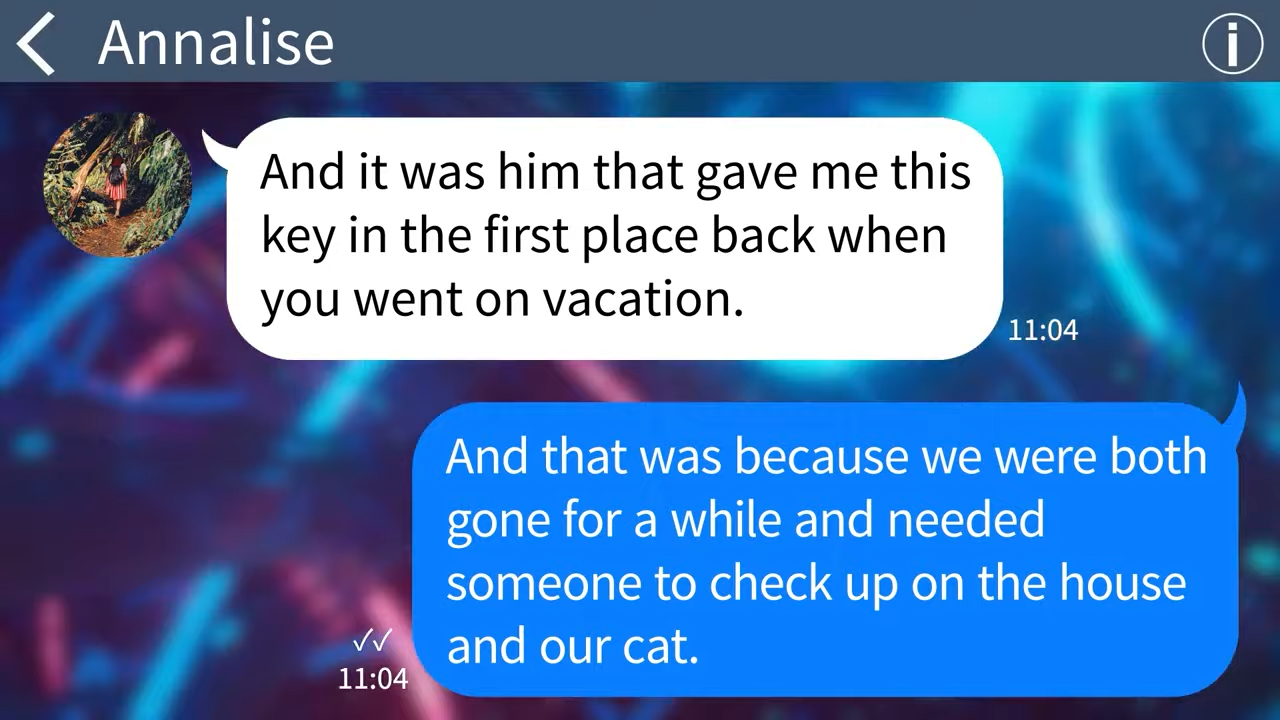 Annalise
And it was him that gave me this
key in the first place back when
you went on vacation.
11:04
And that was because we were both
gone for a while and needed
someone to check up on the house
and our cat.
11:04